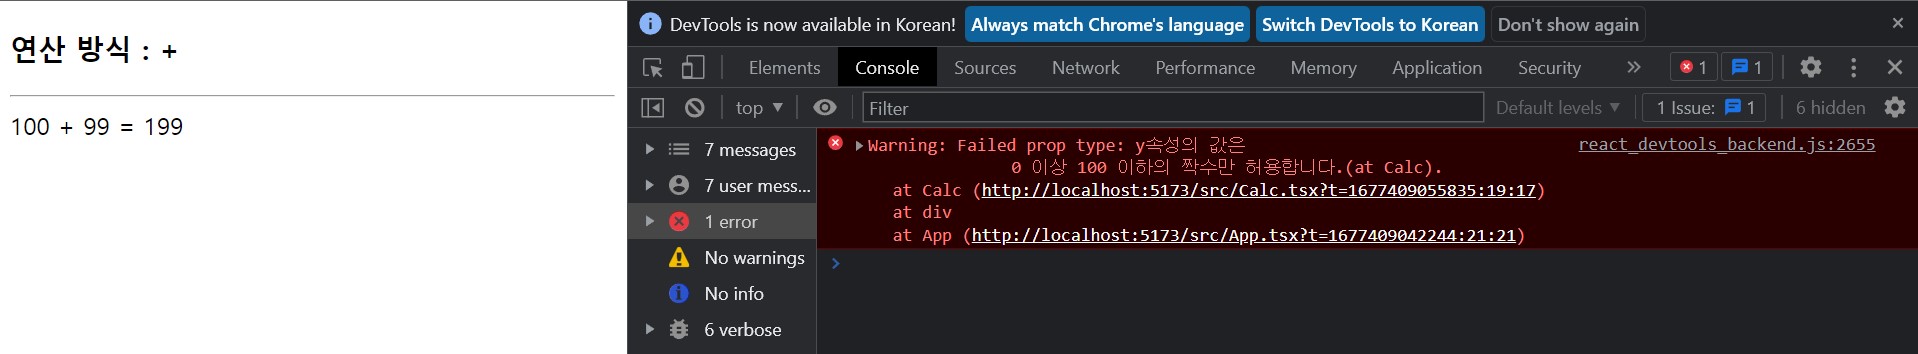 연산 방식 : +
100 + 99 = 199
DevTools is now available in Korean! Always match Chrome's language Switch DevTools to Korean Don't show again
Elements Console Sources Network Performance Memory Application Security 1 1
top Filter Default levels 1 Issue: 1 6 hidden
7 messages
7 user mess...
1 error
No warnings
No info
6 verbose
Warning: Failed prop type: y속성의 값은 react_devtools_backend.js:2655
0 이상 100 이하의 짝수만 허용합니다.(at Calc).
at Calc (http://localhost:5173/src/Calc.tsx?t=1677409055835:19:17)
at div
at App (http://localhost:5173/src/App.tsx?t=1677409042244:21:21)